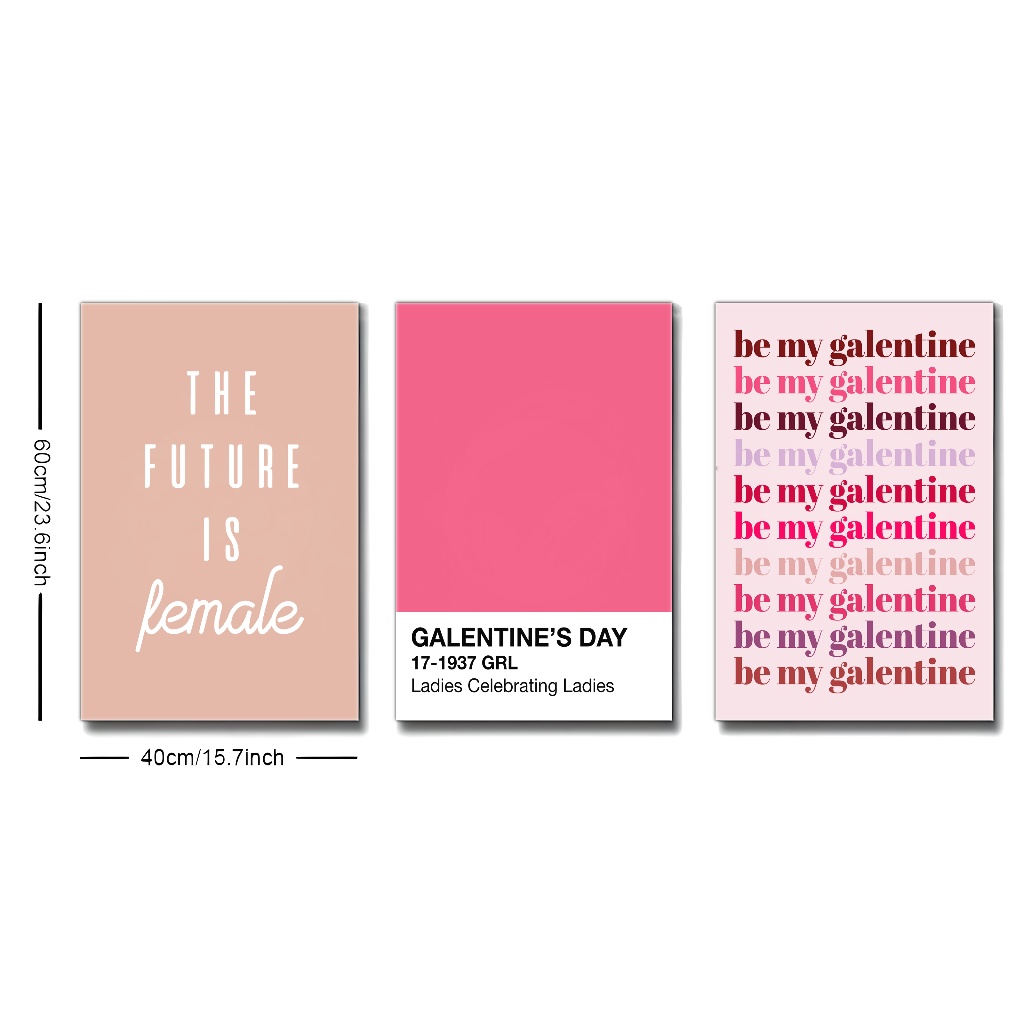 THE
FUTURE
IS
female
GALENTINE'S DAY
17-1937 GRL
Ladies Celebrating Ladies
be my galentine
be my galentine
be my galentine
be my galentine
be my galentine
be my galentine
be my galentine
be my galentine
be my galentine
be my galentine
60cm/23.6inch
40cm/15.7inch